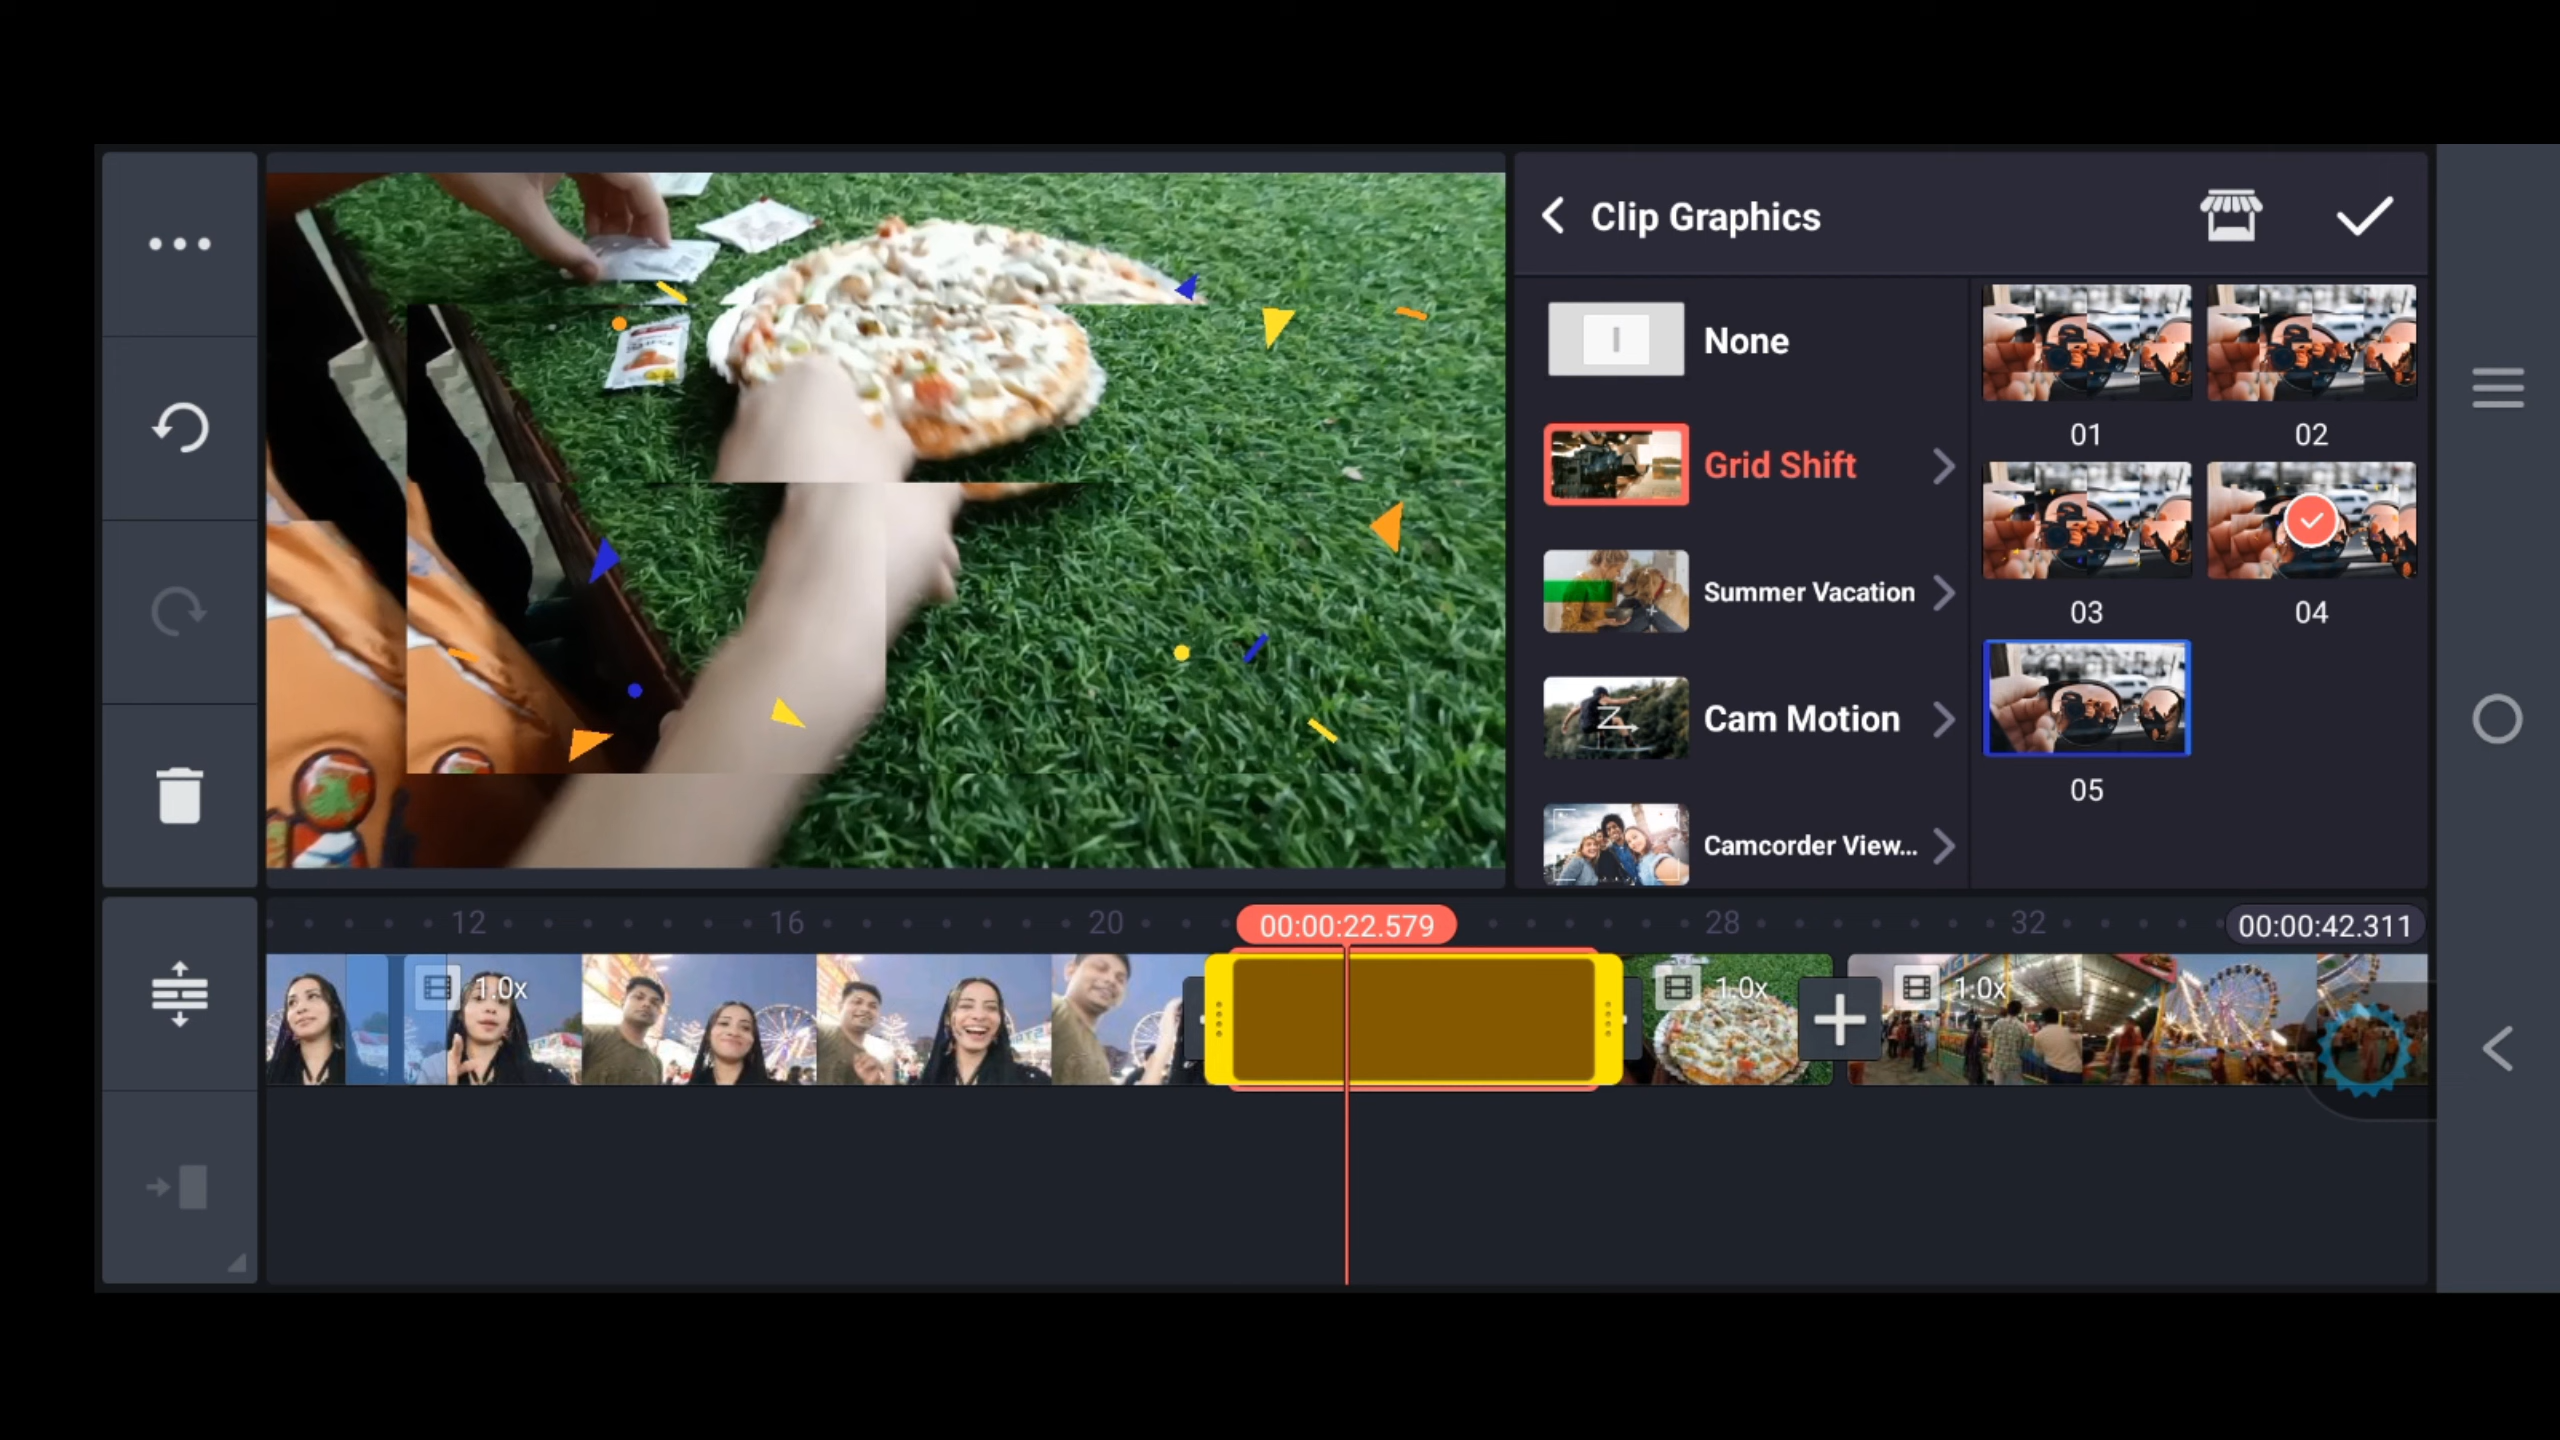 Clip Graphics
None
Grid Shift
Summer Vacation
Cam Motion
Camcorder View...
01
02
03
04
05
12
16
20
00:00:22.579
28
32
00:00:42.311
1.0x
1.0x
1.0x